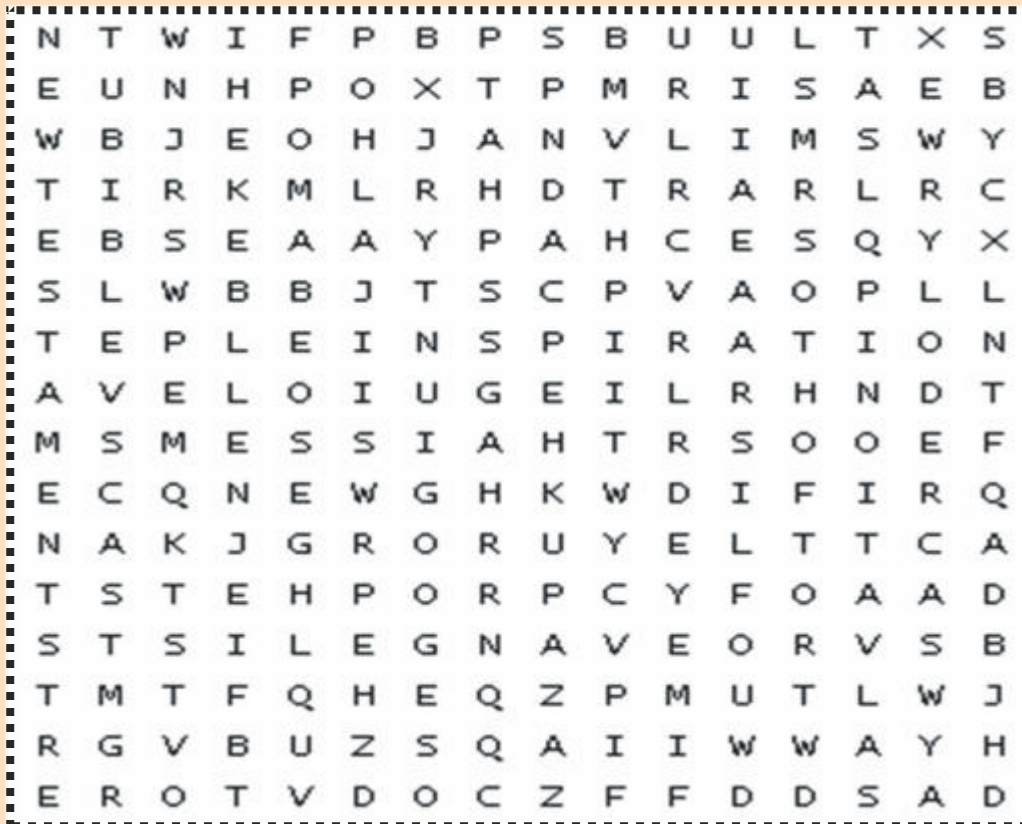 N T W I F P B P S B U U L T X S
E U N H P O X T P M R I S A E B
W B J E O H J A N V L I M S W Y
T I R K M L R H D T R A R L R C
E B S E A A Y P A H C E S Q Y X
S L W B B J T S C P V A O P L L
T E P L E I N S P I R A T I O N
A V E L O I U G E I L R H N D T
M S M E S S I A H T R S O O E F
E C Q N E W G H K W D I F I R Q
N A K J G R O R U Y E L T T C A
T S T E H P O R P C Y F O A A D
S T S I L E G N A V E O R V S B
T M T F Q H E Q Z P M U T L W J
R G V B U Z S Q A I I W W A Y H
E R O T V D O C Z F F D D S A D